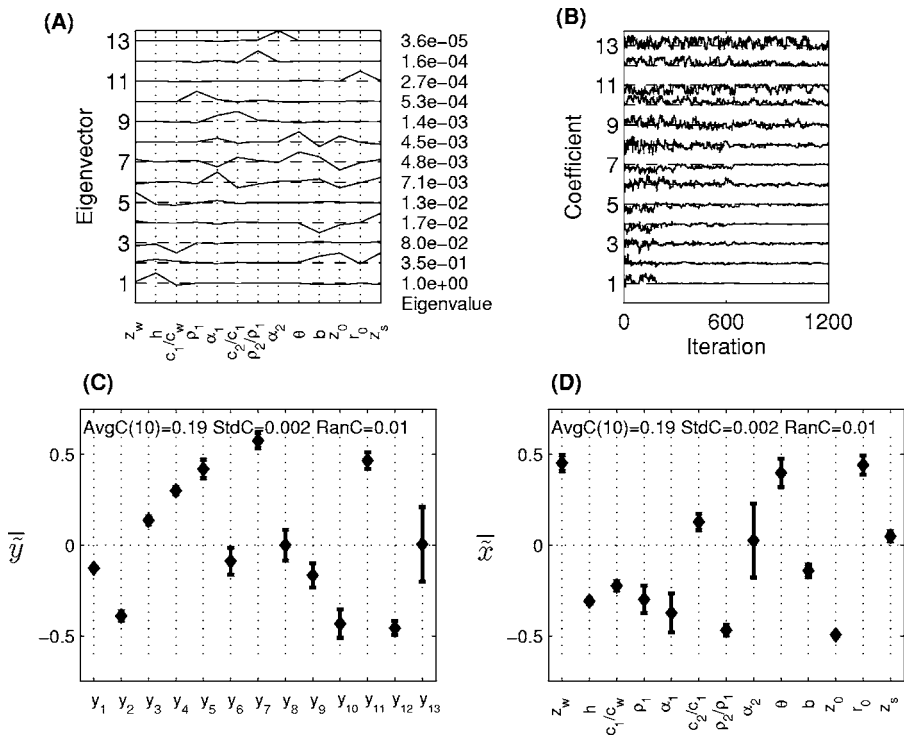 (A)
Eigenvector
13
11
9
7
5
3
1
3.6e−05
1.6e−04
2.7e−04
5.3e−04
1.4e−03
4.5e−03
4.8e−03
7.1e−03
1.3e−02
1.7e−02
8.0e−02
3.5e−01
1.0e+00
Eigenvalue
z_w h c_1/c_w ρ_1 α_1 c_2/c_1 ρ_2/ρ_1 α_2 θ b z_0 r_0 z_s
(B)
Coefficient
13
11
9
7
5
3
1
0 600 1200
Iteration
(C)
AvgC(10)=0.19 StdC=0.002 RanC=0.01
0.5
0
−0.5
ỹ
y_1 y_2 y_3 y_4 y_5 y_6 y_7 y_8 y_9 y_10 y_11 y_12 y_13
(D)
AvgC(10)=0.19 StdC=0.002 RanC=0.01
0.5
0
−0.5
x̃
z_w h c_1/c_w ρ_1 α_1 c_2/c_1 ρ_2/ρ_1 α_2 θ b z_0 r_0 z_s